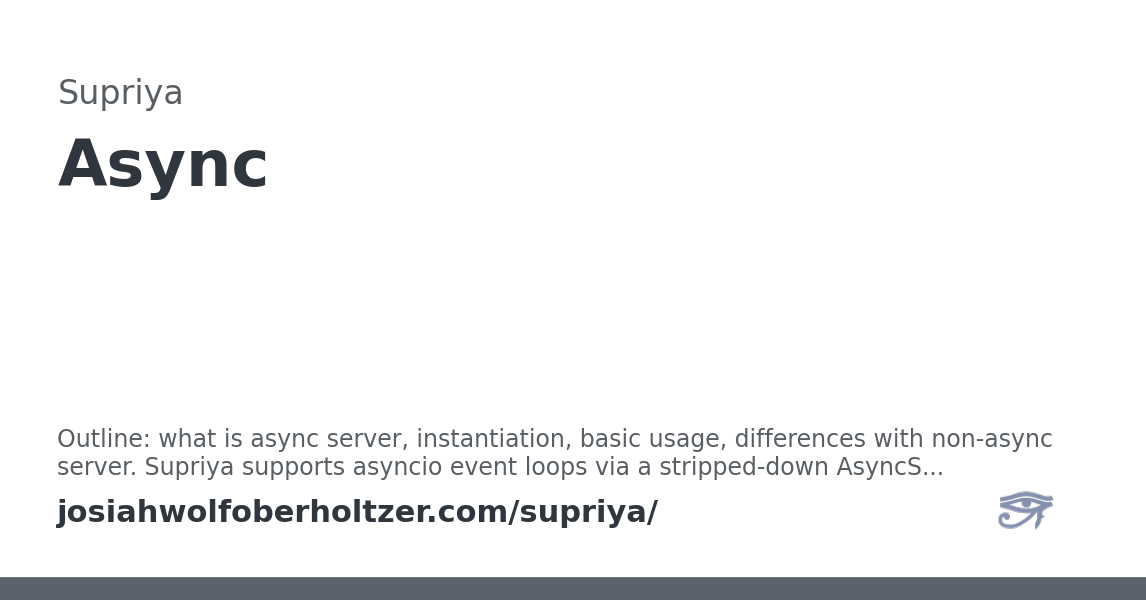 Supriya
Async
Outline: what is async server, instantiation, basic usage, differences with non-async
server. Supriya supports asyncio event loops via a stripped-down AsyncS...
josiahwolfoberholtzer.com/supriya/